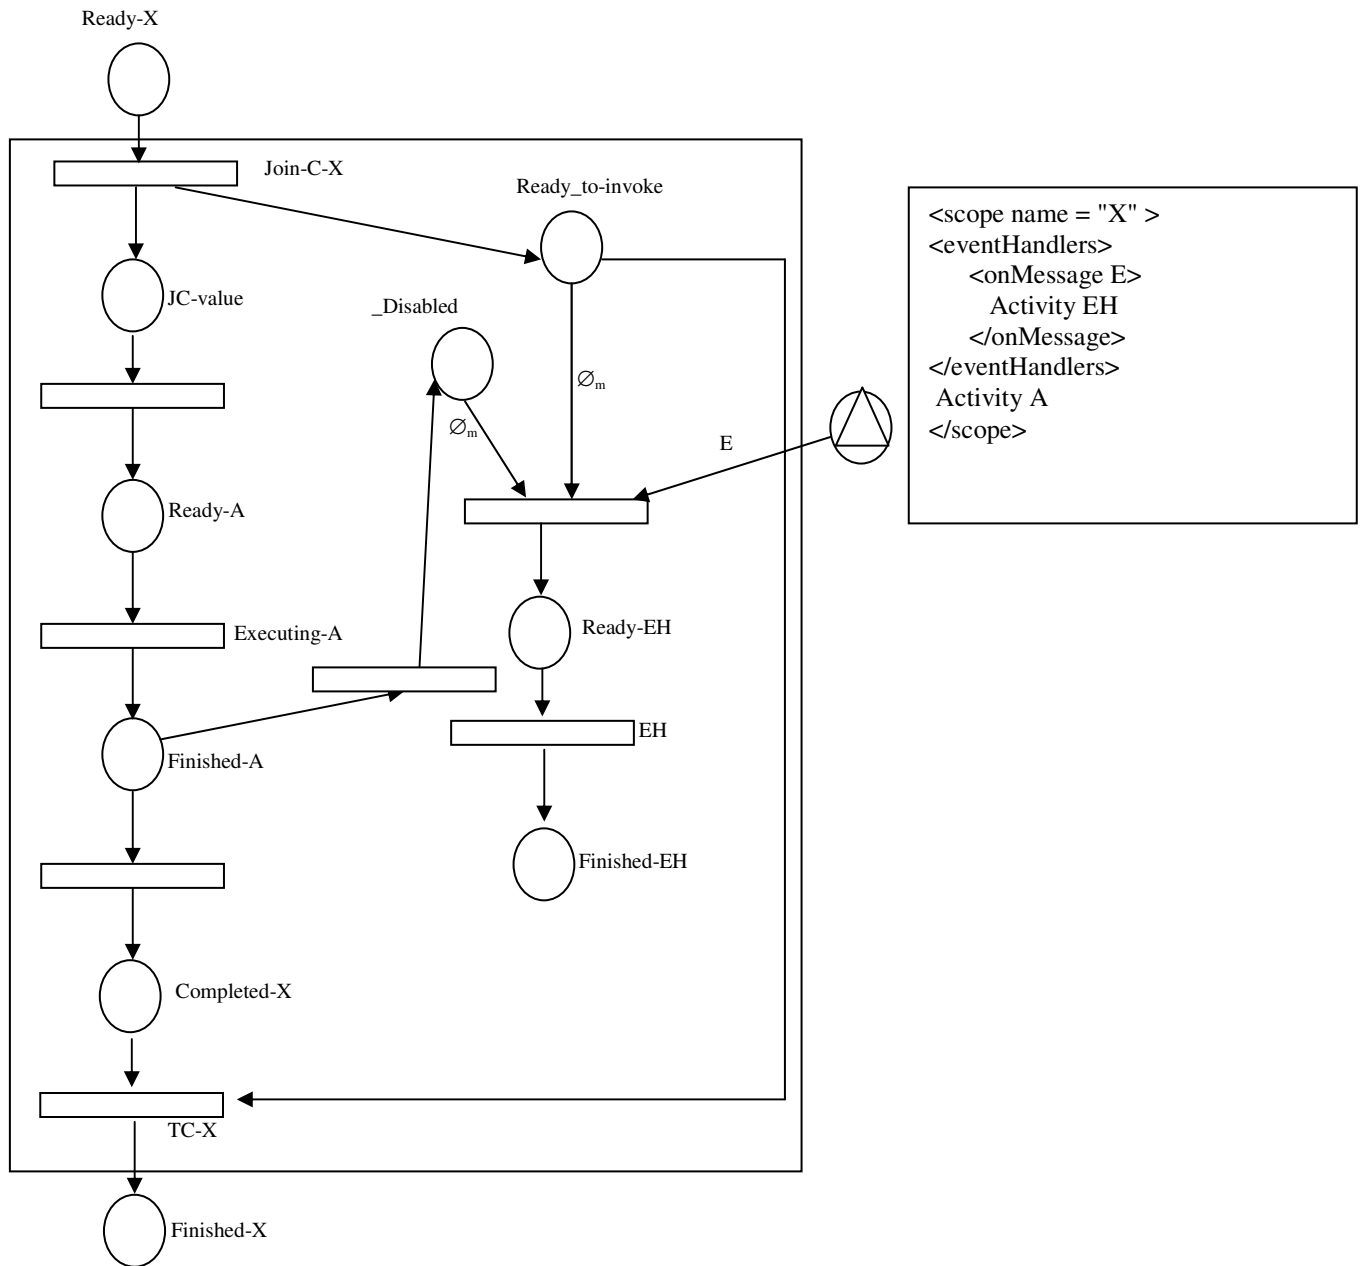 Ready-X
Join-C-X
Ready_to-invoke
JC-value
_Disabled
∅m
∅m
E
Ready-A
Executing-A
Ready-EH
EH
Finished-A
Finished-EH
Completed-X
TC-X
Finished-X
<scope name = "X" >
<eventHandlers>
<onMessage E>
Activity EH
</onMessage>
</eventHandlers>
Activity A
</scope>